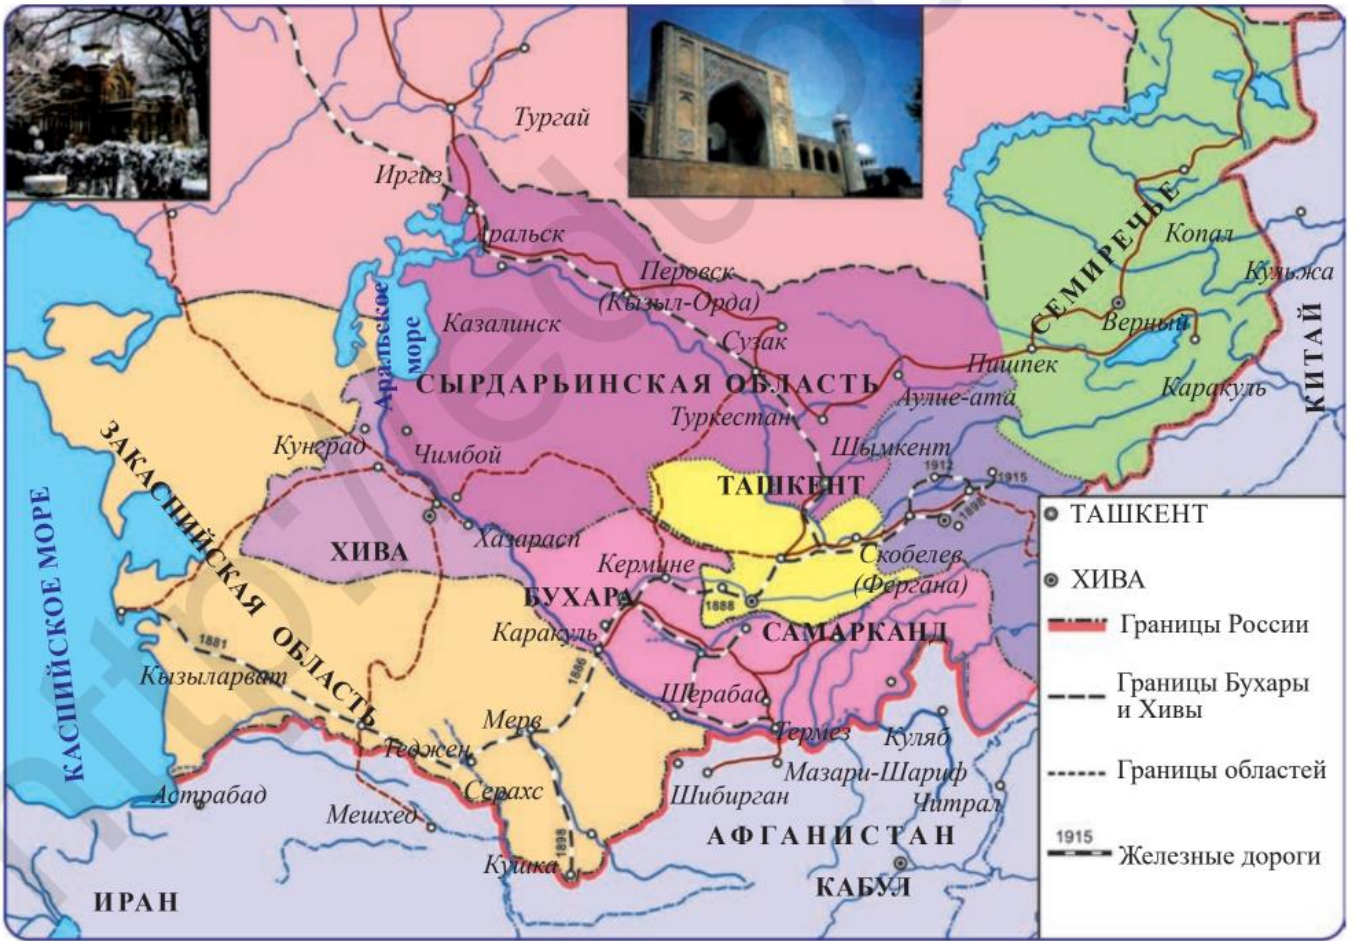 Тургай
Иргиз
Аральск
Перовск
(Кызыл-Орда)
Казалинск
Аральское
море
Сузак
СЫРДАРЬИНСКАЯ ОБЛАСТЬ
Туркестан
СЕМИРЕЧЬЕ
Копал
Кульжа
Верный
Пишпек
Каракуль
КИТАЙ
Аулие-ата
Шымкент
ЗАКАСПИЙСКАЯ ОБЛАСТЬ
Кунград
Чимбой
ТАШКЕНТ
1912
1915
1898
ХИВА
Хазарасп
Кермине
Скобелев
(Фергана)
БУХАРА
1888
САМАРКАНД
Каракуль
КАСПИЙСКОЕ МОРЕ
1881
Кызыларват
1886
Шерабад
Мерв
Термез
Теджен
Куляб
Астрабад
Мешхед
Серахс
Мазари-Шариф
Шибирган
Читрал
АФГАНИСТАН
1898
Кушка
КАБУЛ
ИРАН
ТАШКЕНТ
ХИВА
Границы России
Границы Бухары
и Хивы
Границы областей
1915
Железные дороги